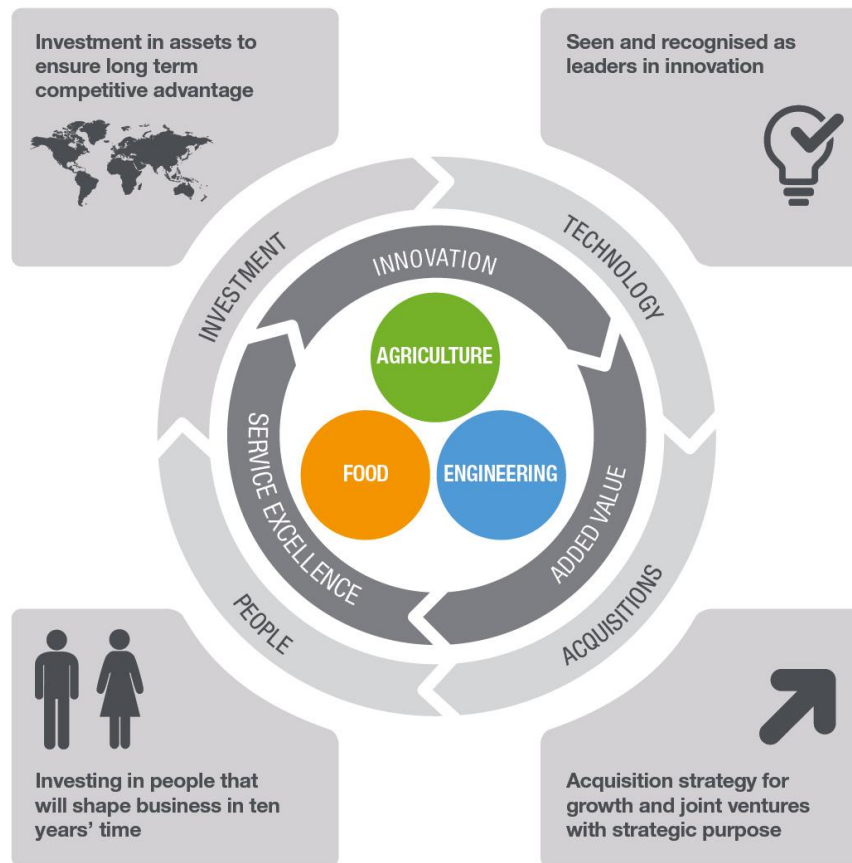 Investment in assets to
ensure long term
competitive advantage
Seen and recognised as
leaders in innovation
INVESTMENT
TECHNOLOGY
INNOVATION
AGRICULTURE
FOOD
ENGINEERING
SERVICE EXCELLENCE
ADDED VALUE
PEOPLE
ACQUISITIONS
Investing in people that
will shape business in ten
years’ time
Acquisition strategy for
growth and joint ventures
with strategic purpose